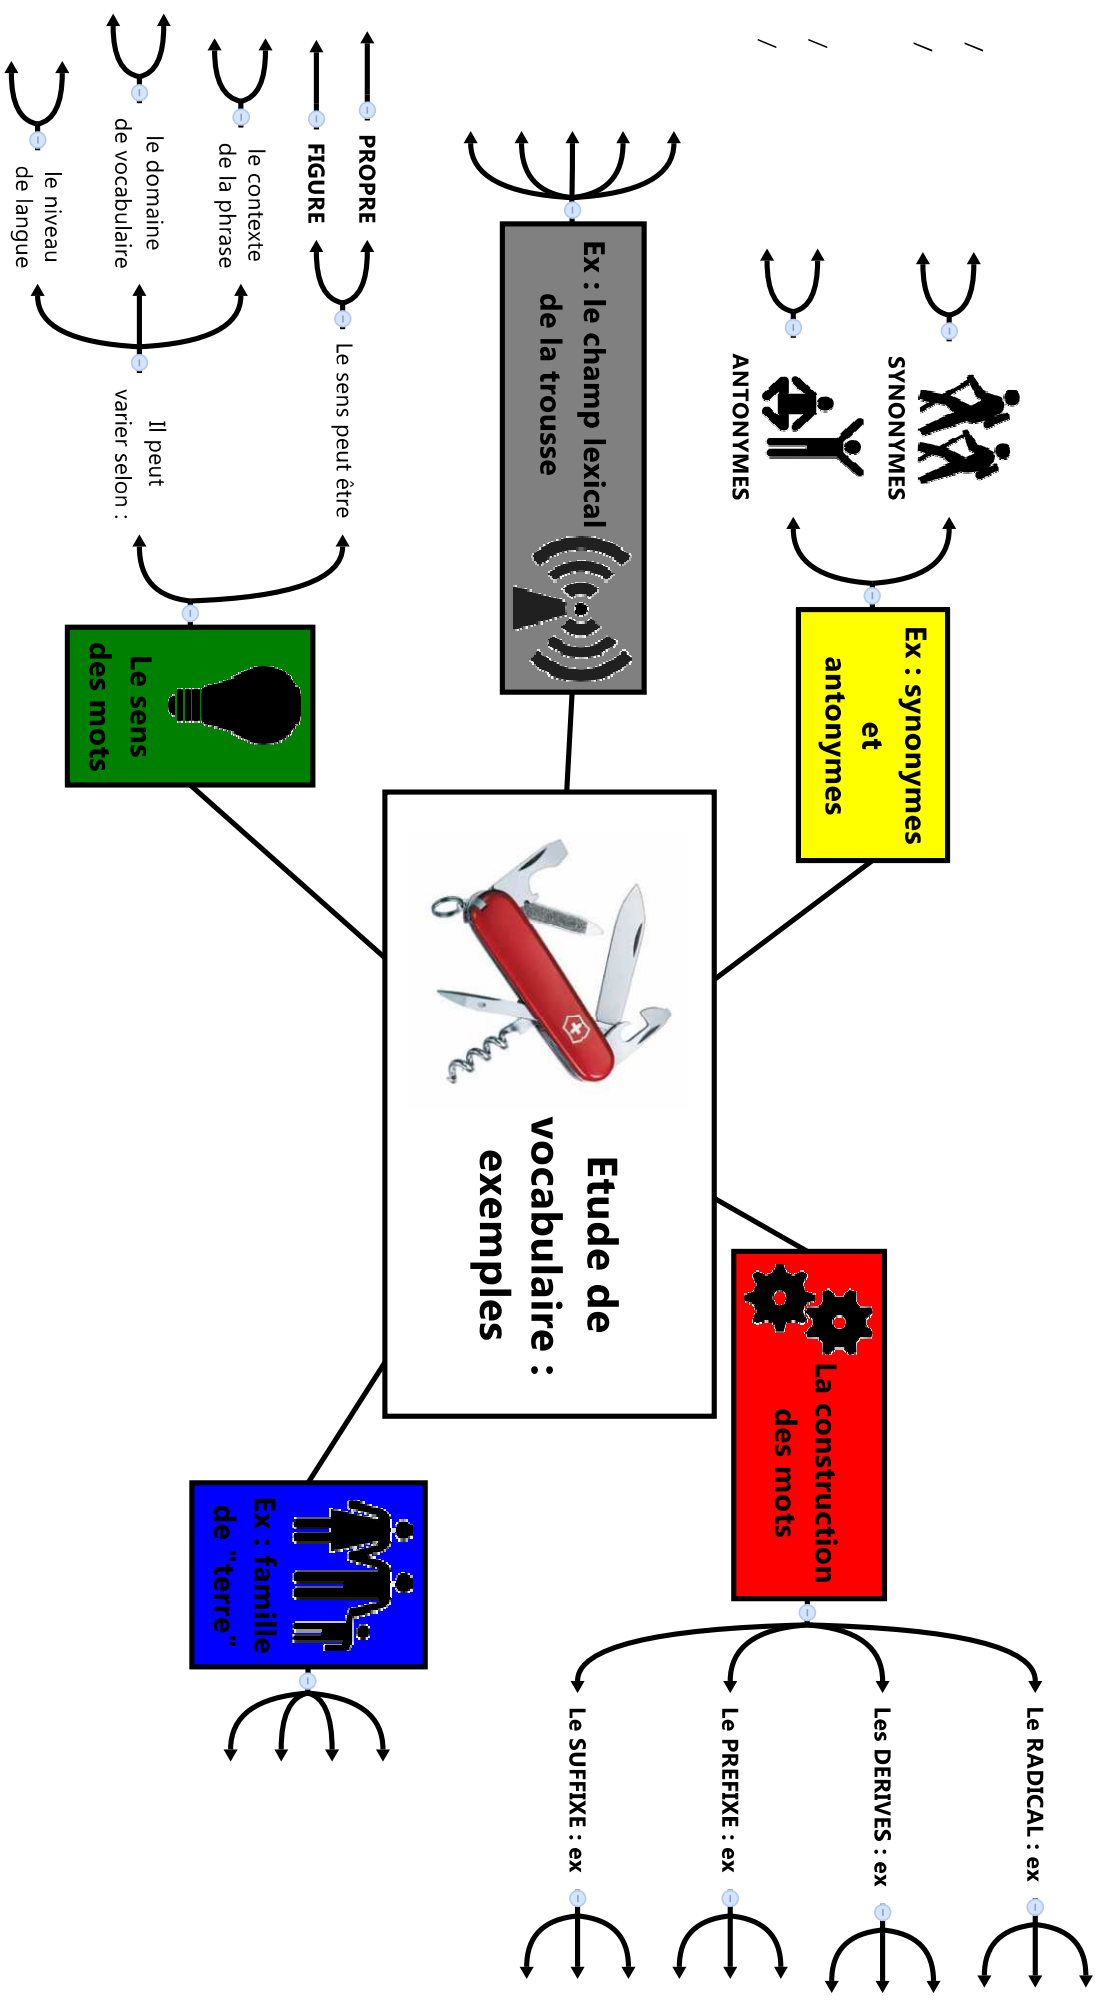 Etude de
vocabulaire :
exemples
La construction
des mots
Le RADICAL : ex
Les DERIVES : ex
Le PREFIXE : ex
Le SUFFIXE : ex
Ex : famille
de "terre"
Ex : synonymes
et
antonymes
SYNONYMES
/
/
ANTONYMES
/
/
Ex : le champ lexical
de la trousse
Le sens
des mots
Le sens peut être
PROPRE
FIGURE
Il peut
varier selon :
le contexte
de la phrase
le domaine
de vocabulaire
le niveau
de langue